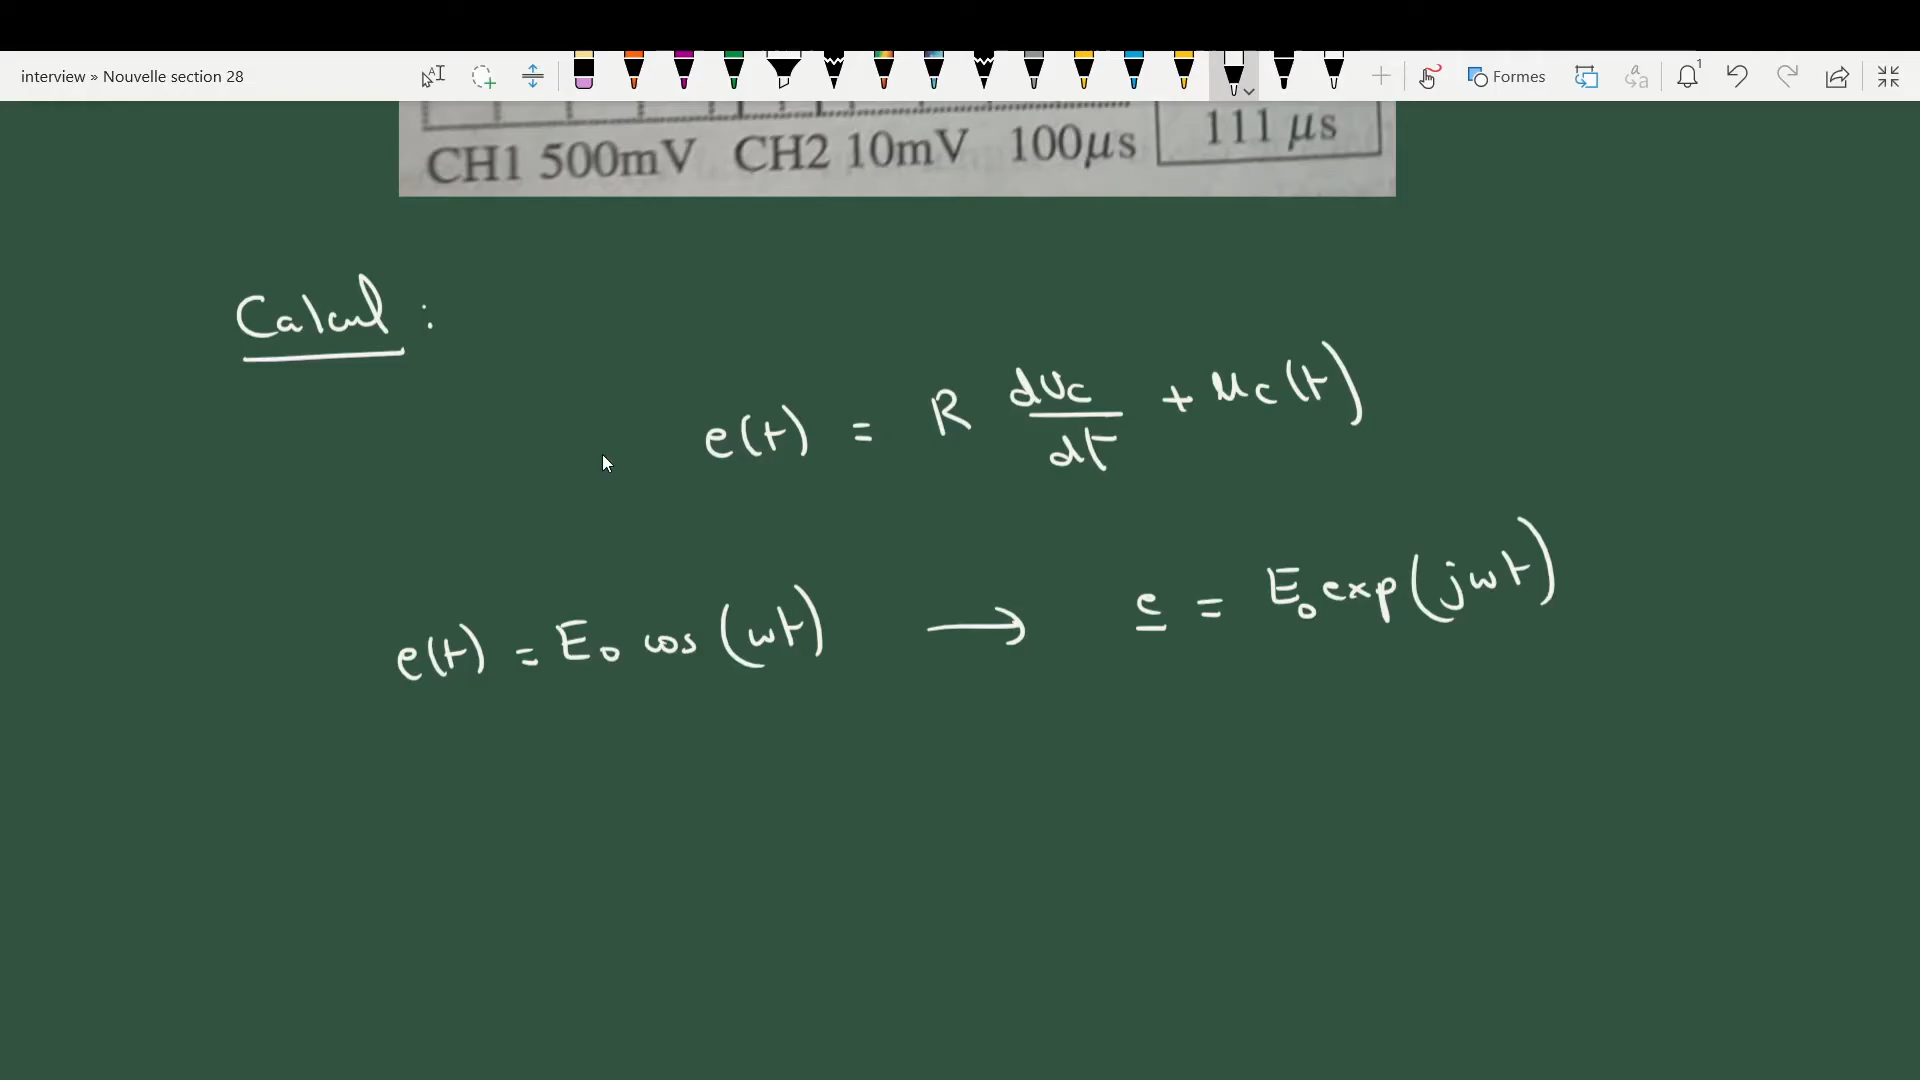 interview » Nouvelle section 28
Formes
1
CH1 500mV CH2 10mV 100μs 111 μs
Calcul :
e(t) = R dUc/dt + uc(t)
e(t) = E₀ cos (ωt) → e = E₀ exp(jωt)